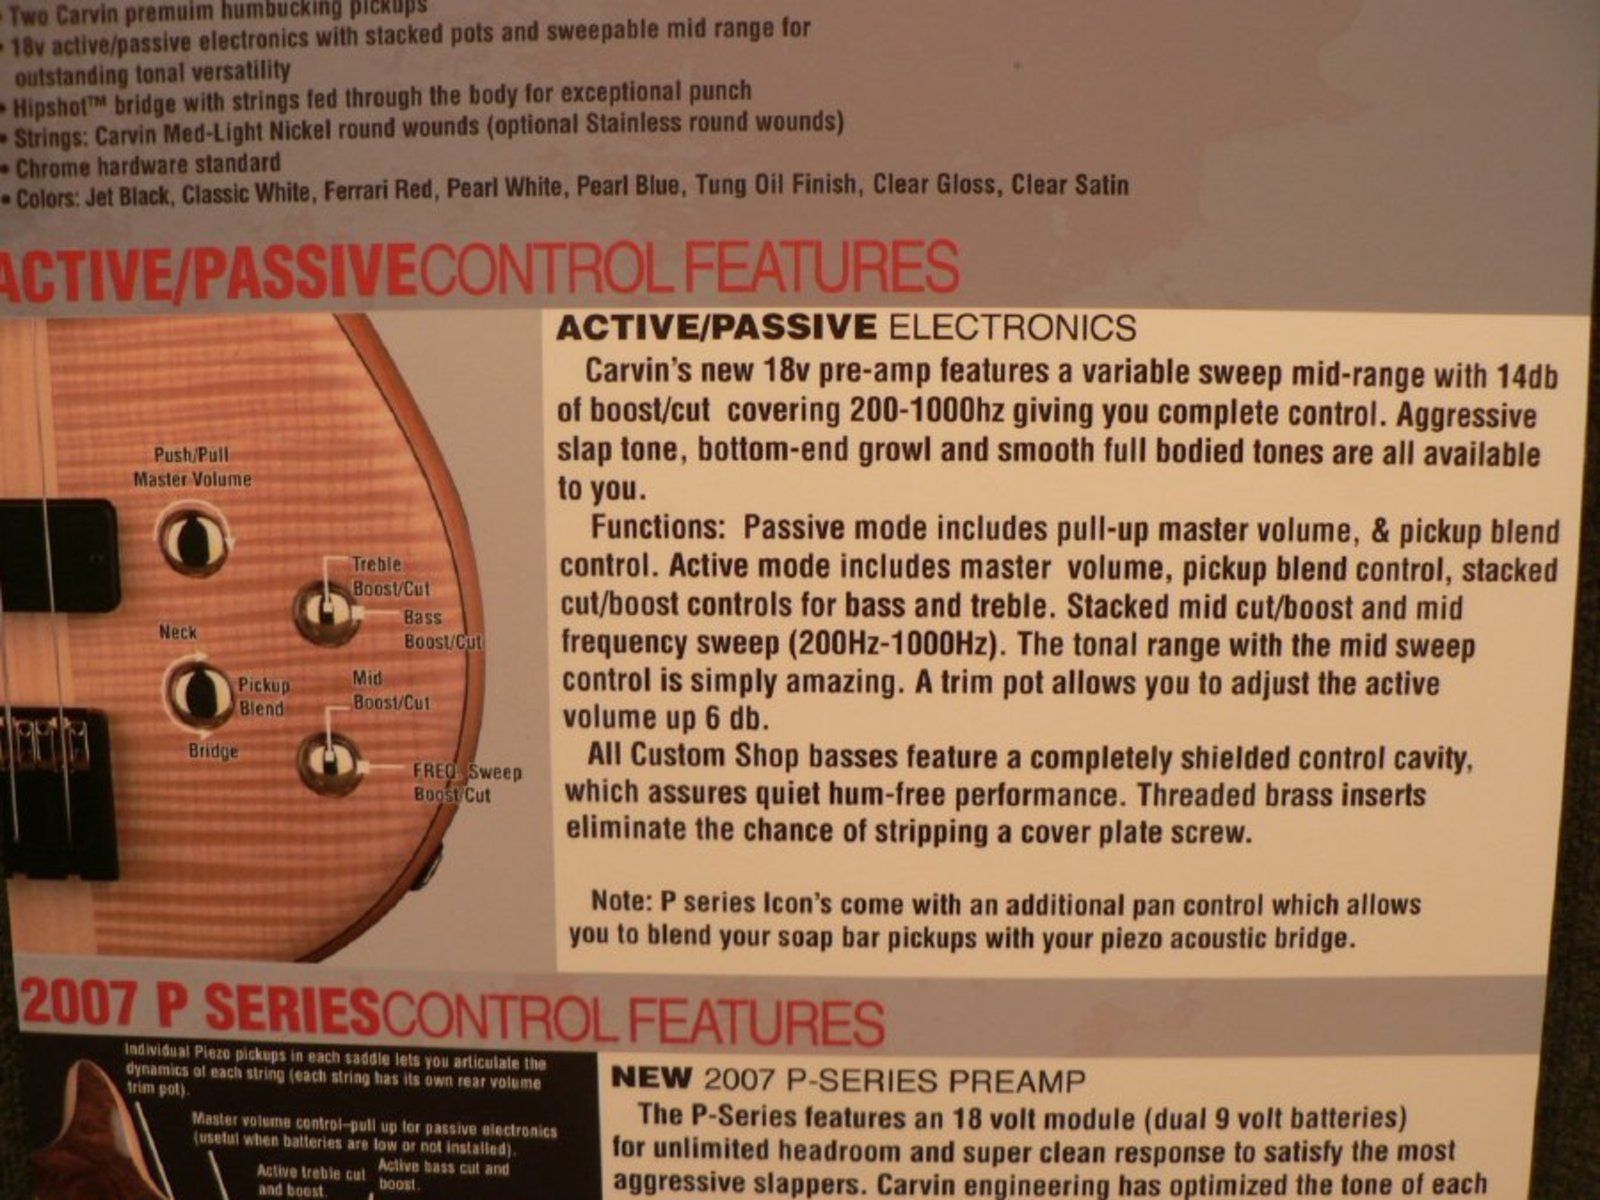 • Two Carvin premuim humbucking pickups
• 18v active/passive electronics with stacked pots and sweepable mid range for
outstanding tonal versatility
• Hipshot™ bridge with strings fed through the body for exceptional punch
• Strings: Carvin Med-Light Nickel round wounds (optional Stainless round wounds)
• Chrome hardware standard
• Colors: Jet Black, Classic White, Ferrari Red, Pearl White, Pearl Blue, Tung Oil Finish, Clear Gloss, Clear Satin
ACTIVE/PASSIVE CONTROL FEATURES
Push/Pull
Master Volume
Treble
Boost/Cut
Bass
Boost/Cut
Neck
Pickup
Blend
Bridge
Mid
Boost/Cut
FREQ. Sweep
Boost/Cut
ACTIVE/PASSIVE ELECTRONICS
Carvin's new 18v pre-amp features a variable sweep mid-range with 14db
of boost/cut covering 200-1000hz giving you complete control. Aggressive
slap tone, bottom-end growl and smooth full bodied tones are all available
to you.
Functions: Passive mode includes pull-up master volume, & pickup blend
control. Active mode includes master volume, pickup blend control, stacked
cut/boost controls for bass and treble. Stacked mid cut/boost and mid
frequency sweep (200Hz-1000Hz). The tonal range with the mid sweep
control is simply amazing. A trim pot allows you to adjust the active
volume up 6 db.
All Custom Shop basses feature a completely shielded control cavity,
which assures quiet hum-free performance. Threaded brass inserts
eliminate the chance of stripping a cover plate screw.
Note: P series Icon's come with an additional pan control which allows
you to blend your soap bar pickups with your piezo acoustic bridge.
2007 P SERIES CONTROL FEATURES
Individual Piezo pickups in each saddle lets you articulate the
dynamics of each string (each string has its own rear volume
trim pot).
Master volume control–pull up for passive electronics
(useful when batteries are low or not installed).
Active treble cut
and boost.
Active bass cut and
boost.
NEW 2007 P-SERIES PREAMP
The P-Series features an 18 volt module (dual 9 volt batteries)
for unlimited headroom and super clean response to satisfy the most
aggressive slappers. Carvin engineering has optimized the tone of each